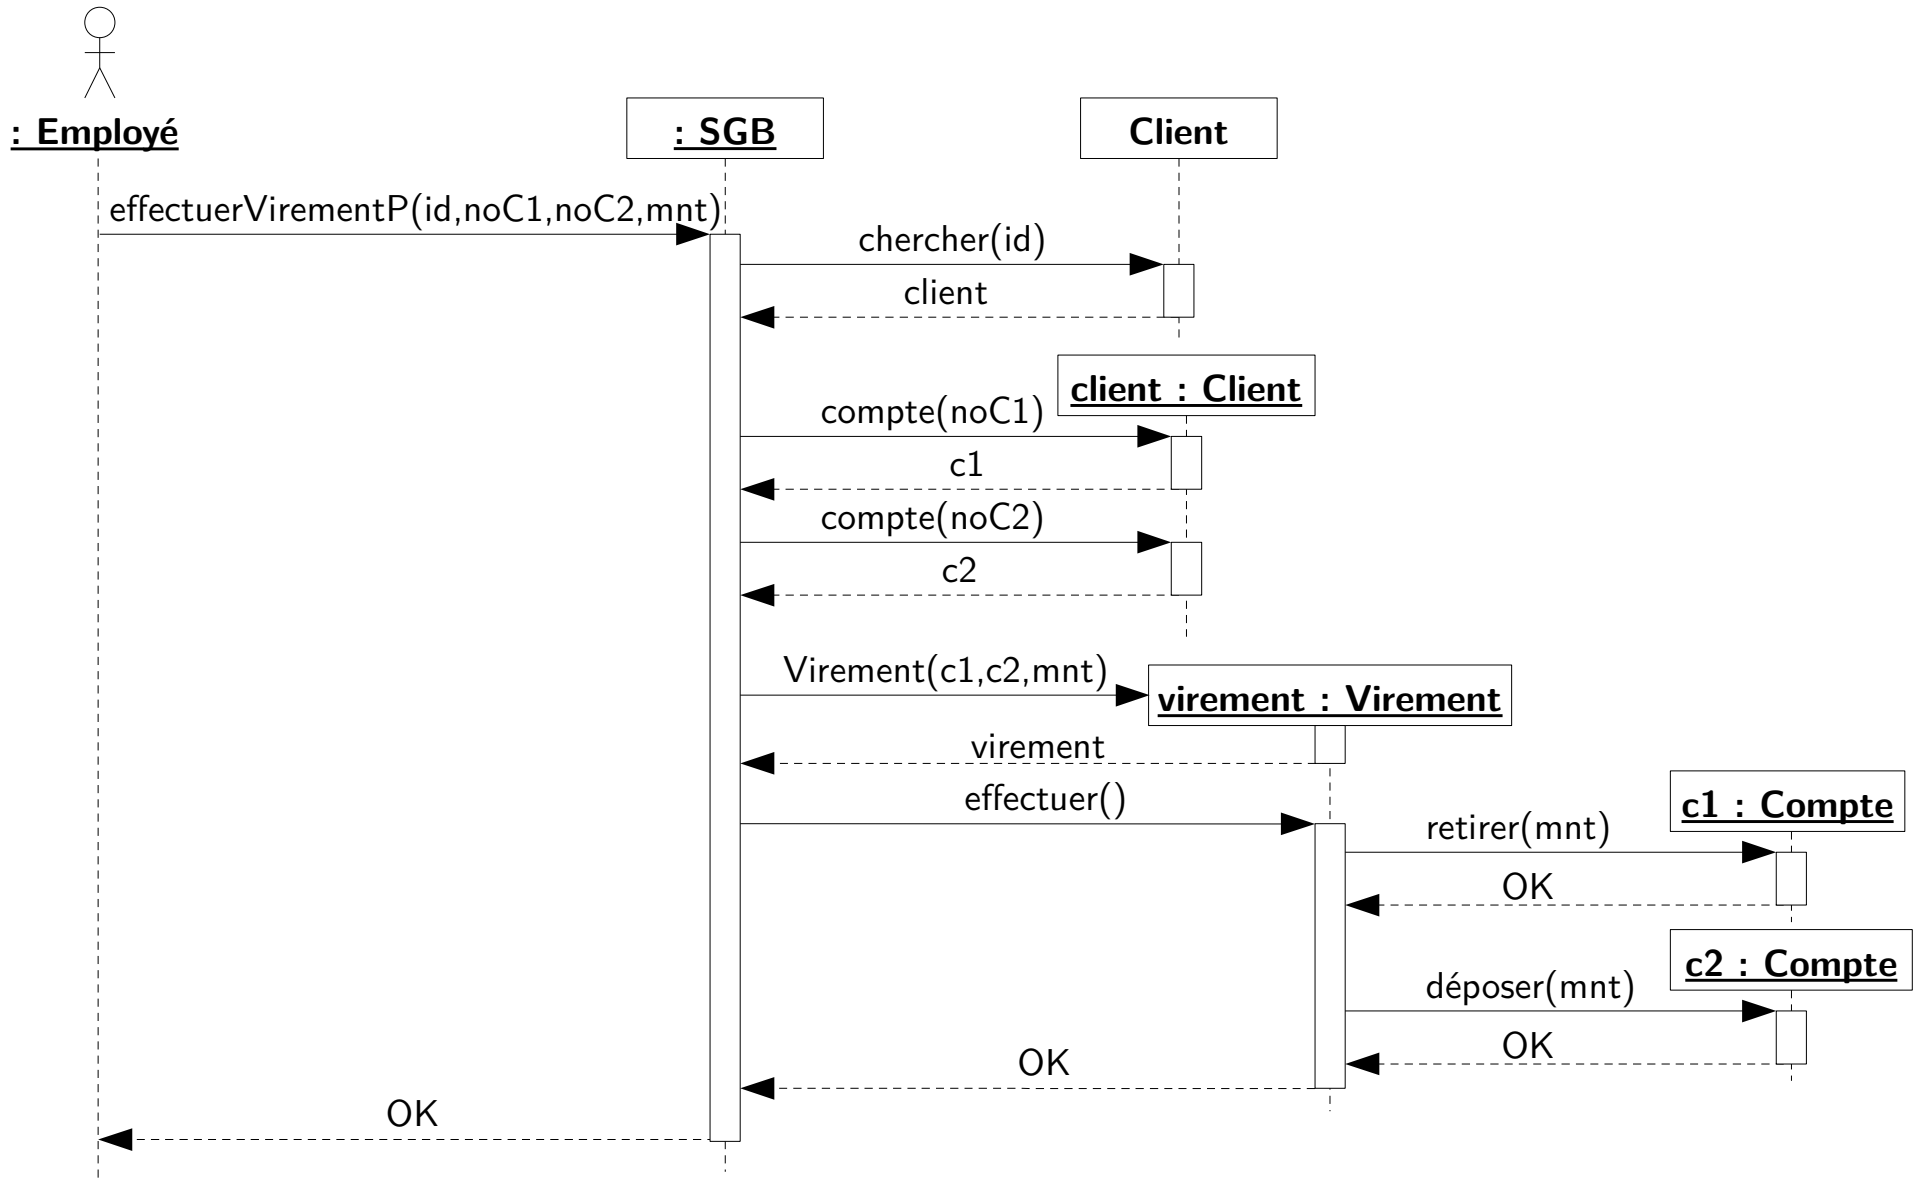 : Employé
: SGB
Client
effectuerVirementP(id,noC1,noC2,mnt)
chercher(id)
client
client : Client
compte(noC1)
c1
compte(noC2)
c2
Virement(c1,c2,mnt)
virement : Virement
virement
effectuer()
c1 : Compte
retirer(mnt)
OK
c2 : Compte
déposer(mnt)
OK
OK
OK